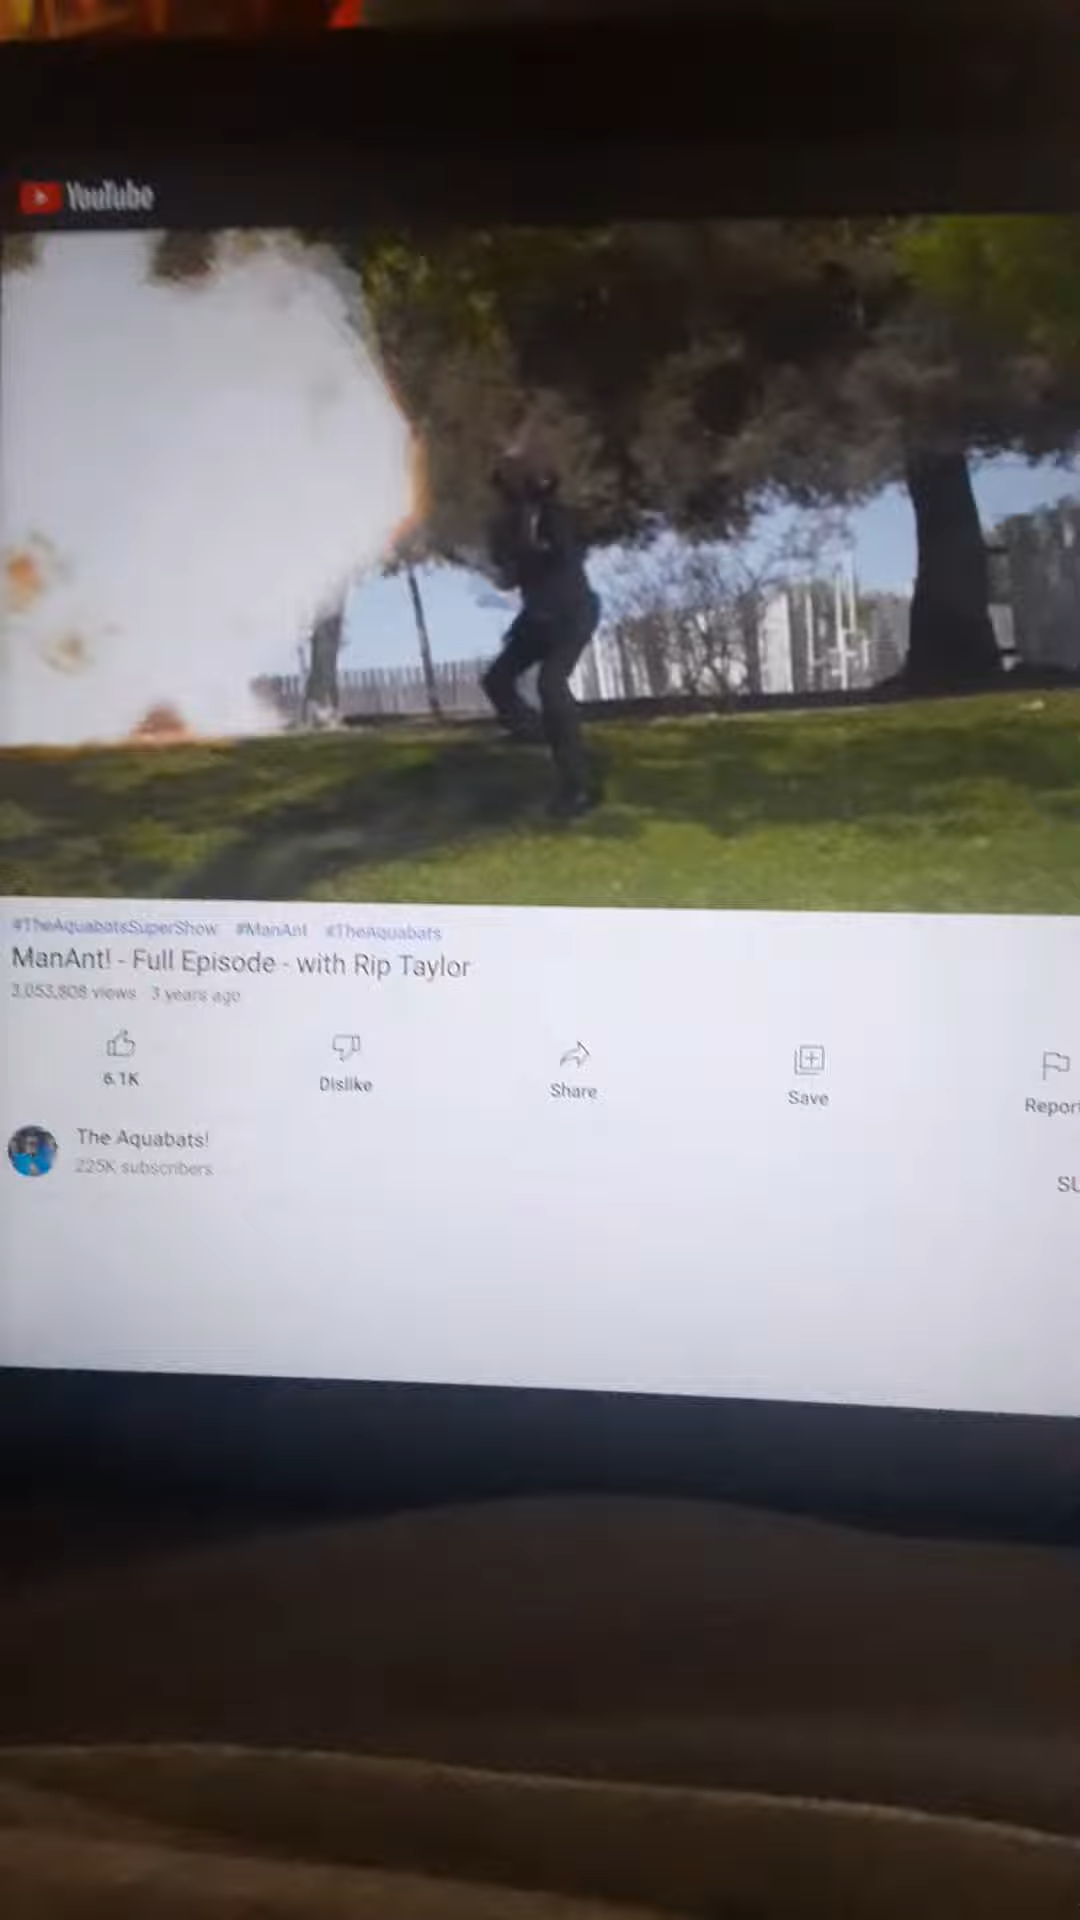 YouTube
#TheAquabatsSuperShow #ManAnt #TheAquabats
ManAnt! - Full Episode - with Rip Taylor
3,053,808 views · 3 years ago
6.1K
Dislike
Share
Save
Report
The Aquabats!
225K subscribers
SU